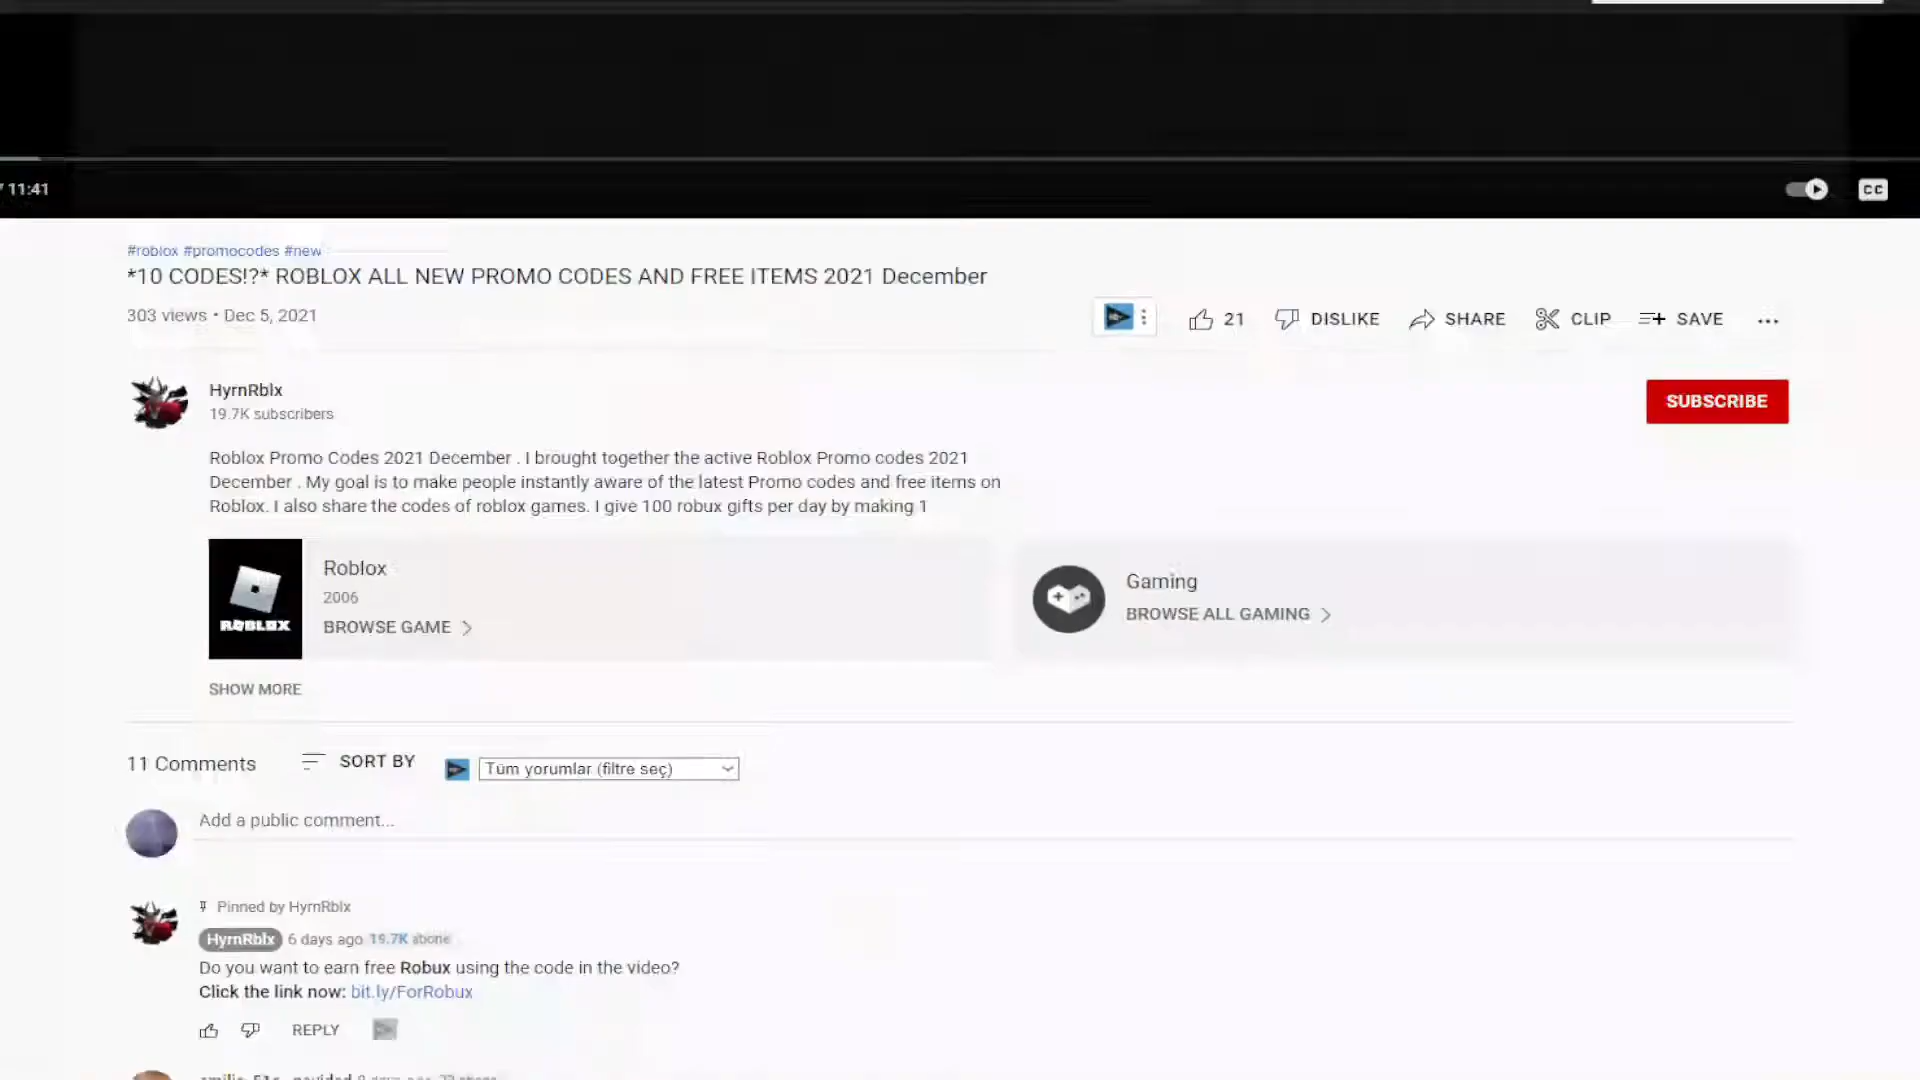 11:41
CC
#roblox #promocodes #new
*10 CODES!?* ROBLOX ALL NEW PROMO CODES AND FREE ITEMS 2021 December
303 views • Dec 5, 2021
21 DISLIKE SHARE CLIP SAVE
HyrnRblx
19.7K subscribers
SUBSCRIBE
Roblox Promo Codes 2021 December . I brought together the active Roblox Promo codes 2021
December . My goal is to make people instantly aware of the latest Promo codes and free items on
Roblox. I also share the codes of roblox games. I give 100 robux gifts per day by making 1
ROBLOX
Roblox
2006
BROWSE GAME
Gaming
BROWSE ALL GAMING
SHOW MORE
11 Comments SORT BY Tüm yorumlar (filtre seç)
Add a public comment...
Pinned by HyrnRblx
HyrnRblx 6 days ago 19.7K abone
Do you want to earn free Robux using the code in the video?
Click the link now: bit.ly/ForRobux
REPLY